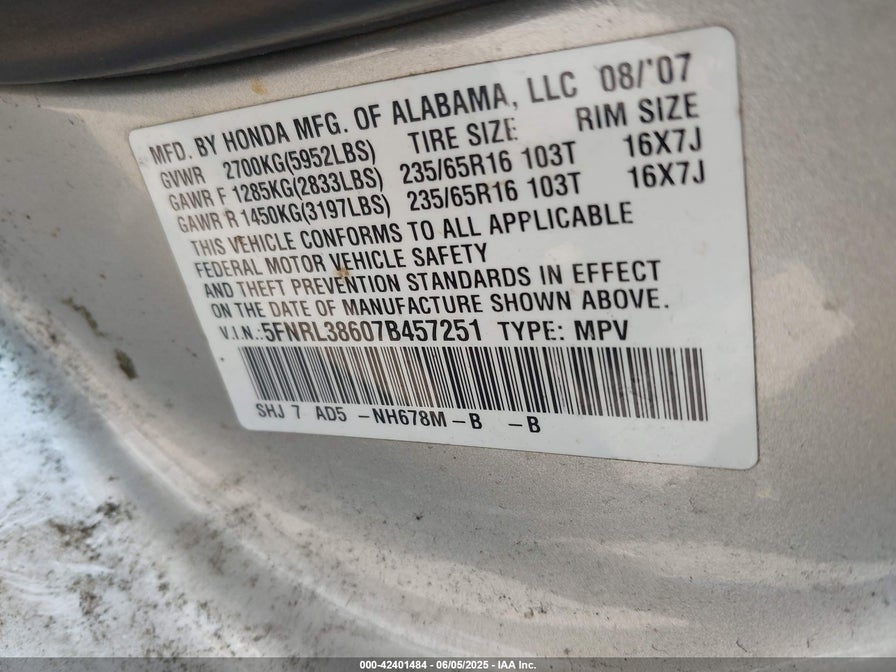 MFD. BY HONDA MFG. OF ALABAMA, LLC 08/'07
GVWR 2700KG(5952LBS) TIRE SIZE RIM SIZE
GAWR F 1285KG(2833LBS) 235/65R16 103T 16X7J
GAWR R 1450KG(3197LBS) 235/65R16 103T 16X7J
THIS VEHICLE CONFORMS TO ALL APPLICABLE
FEDERAL MOTOR VEHICLE SAFETY
AND THEFT PREVENTION STANDARDS IN EFFECT
ON THE DATE OF MANUFACTURE SHOWN ABOVE.
V.I.N.:5FNRL38607B457251 TYPE: MPV
SHJ 7 AD5 -NH678M-B -B
000-42401484 | 06/05/2025 - IAA Inc.